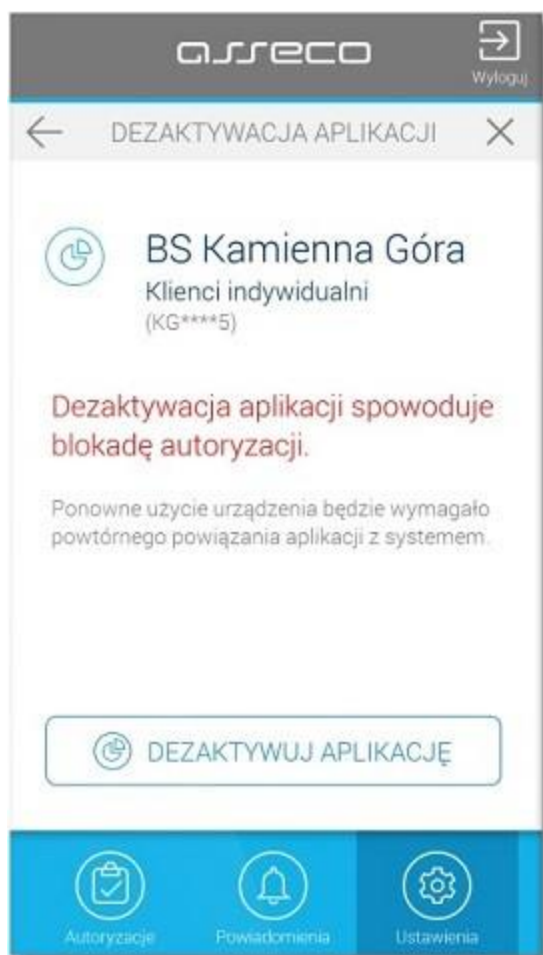 asseco
Wyloguj
DEZAKTYWACJA APLIKACJI
BS Kamienna Góra
Klienci indywidualni
(KG****5)
Dezaktywacja aplikacji spowoduje
blokadę autoryzacji.
Ponowne użycie urządzenia będzie wymagało
powtórnego powiązania aplikacji z systemem.
DEZAKTYWUJ APLIKACJĘ
Autoryzacje
Powiadomienia
Ustawienia